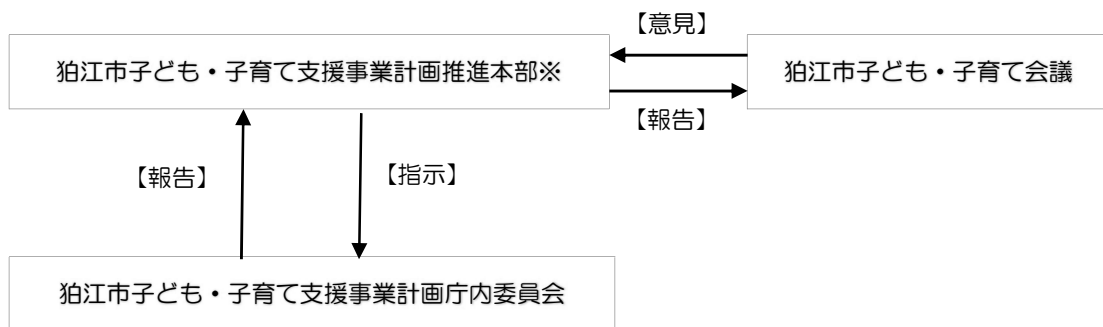 【意見】
狛江市子ども・子育て支援事業計画推進本部※
狛江市子ども・子育て会議
【報告】
【報告】
【指示】
狛江市子ども・子育て支援事業計画庁内委員会